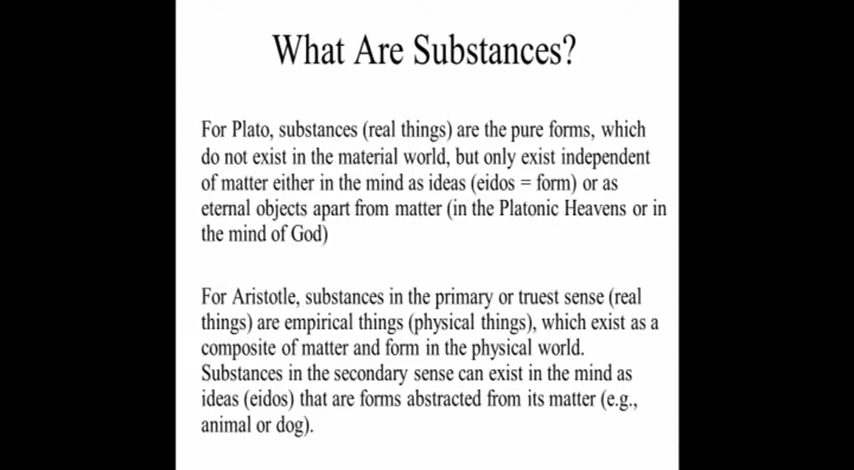 What Are Substances?
For Plato, substances (real things) are the pure forms, which
do not exist in the material world, but only exist independent
of matter either in the mind as ideas (eidos = form) or as
eternal objects apart from matter (in the Platonic Heavens or in
the mind of God)
For Aristotle, substances in the primary or truest sense (real
things) are empirical things (physical things), which exist as a
composite of matter and form in the physical world.
Substances in the secondary sense can exist in the mind as
ideas (eidos) that are forms abstracted from its matter (e.g.,
animal or dog).